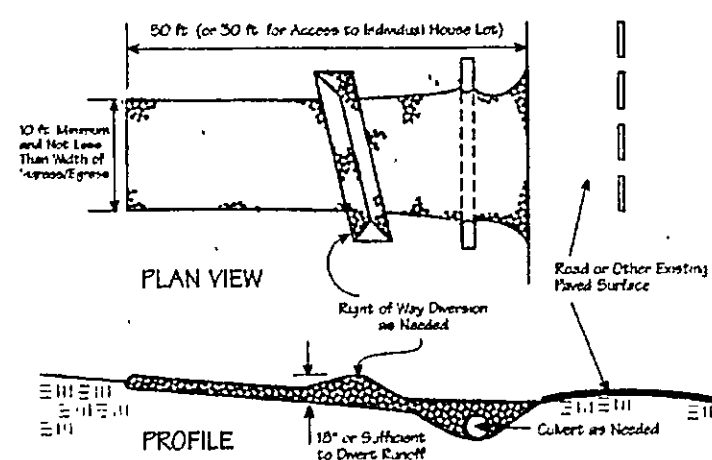 50 ft (or 30 ft for Access to Individual House Lot)
10 ft Minimum
and Not Less
Than Width of
Ingress/Egress
PLAN VIEW
Right of Way Diversion
as Needed
Road or Other Existing
Paved Surface
18" or Sufficient
to Divert Runoff
Culvert as Needed
PROFILE